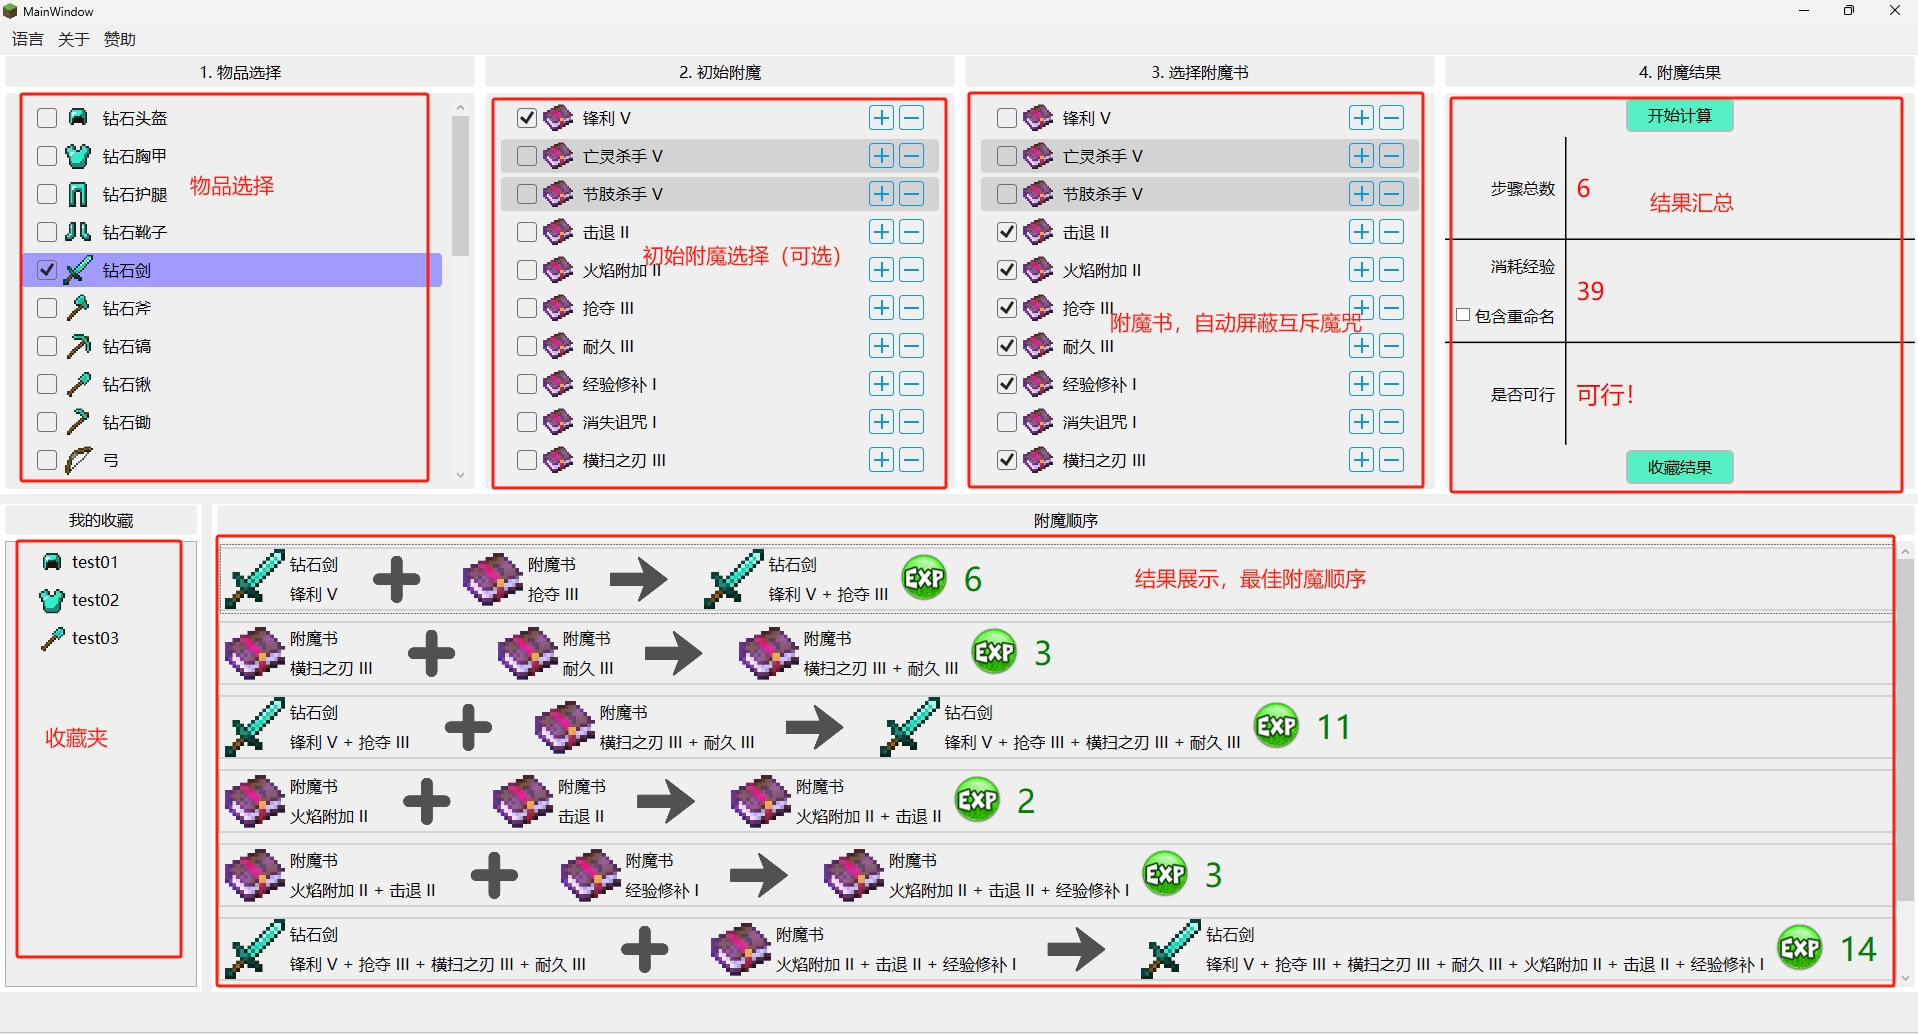 MainWindow
语言 关于 赞助
1. 物品选择
钻石头盔
钻石胸甲
钻石护腿
钻石靴子
钻石剑
钻石斧
钻石镐
钻石锹
钻石锄
弓
物品选择
2. 初始附魔
锋利 V
亡灵杀手 V
节肢杀手 V
击退 II
火焰附加 II
抢夺 III
耐久 III
经验修补 I
消失诅咒 I
横扫之刃 III
初始附魔选择（可选）
3. 选择附魔书
锋利 V
亡灵杀手 V
节肢杀手 V
击退 II
火焰附加 II
抢夺 III
耐久 III
经验修补 I
消失诅咒 I
横扫之刃 III
附魔书，自动屏蔽互斥魔咒
4. 附魔结果
开始计算
步骤总数 6
结果汇总
消耗经验 39
包含重命名
是否可行 可行！
收藏结果
我的收藏
test01
test02
test03
收藏夹
附魔顺序
钻石剑 附魔书 钻石剑
锋利 V 抢夺 III 锋利 V + 抢夺 III EXP 6
结果展示，最佳附魔顺序
附魔书 附魔书 附魔书
横扫之刃 III 耐久 III 横扫之刃 III + 耐久 III EXP 3
钻石剑 附魔书 钻石剑
锋利 V + 抢夺 III 横扫之刃 III + 耐久 III 锋利 V + 抢夺 III + 横扫之刃 III + 耐久 III EXP 11
附魔书 附魔书 附魔书
火焰附加 II 击退 II 火焰附加 II + 击退 II EXP 2
附魔书 附魔书 附魔书
火焰附加 II + 击退 II 经验修补 I 火焰附加 II + 击退 II + 经验修补 I EXP 3
钻石剑 附魔书 钻石剑
锋利 V + 抢夺 III + 横扫之刃 III + 耐久 III 火焰附加 II + 击退 II + 经验修补 I 锋利 V + 抢夺 III + 横扫之刃 III + 耐久 III + 火焰附加 II + 击退 II + 经验修补 I EXP 14